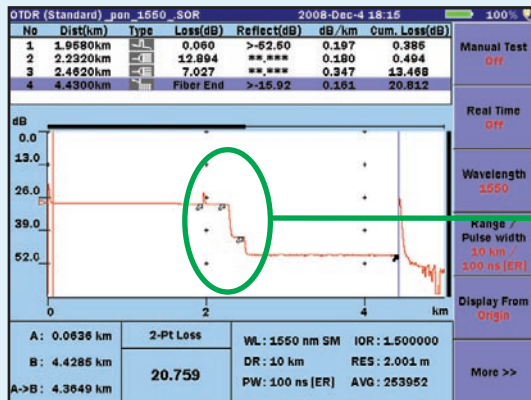 OTDR (Standard) _pon_1550_.SOR 2008-Dec-4 18:15 100%
No Dist(km) Type Loss(dB) Reflect(dB) dB/km Cum. Loss(dB)
1 1.9580km 0.060 >-52.50 0.197 0.385
2 2.2320km 12.894 **.*** 0.180 0.494
3 2.4620km 7.027 **.*** 0.347 13.468
4 4.4300km Fiber End >-15.92 0.161 20.812
Manual Test
Off
Real Time
Off
Wavelength
1550
Range /
Pulse width
10 km /
100 ns [ER]
Display From
Origin
More >>
dB
0.0
13.0
26.0
39.0
52.0
0 2 4 km
A: 0.0636 km
B: 4.4285 km
A->B: 4.3649 km
2-Pt Loss
20.759
WL: 1550 nm SM IOR: 1.500000
DR: 10 km RES: 2.001 m
PW: 100 ns [ER] AVG: 253952